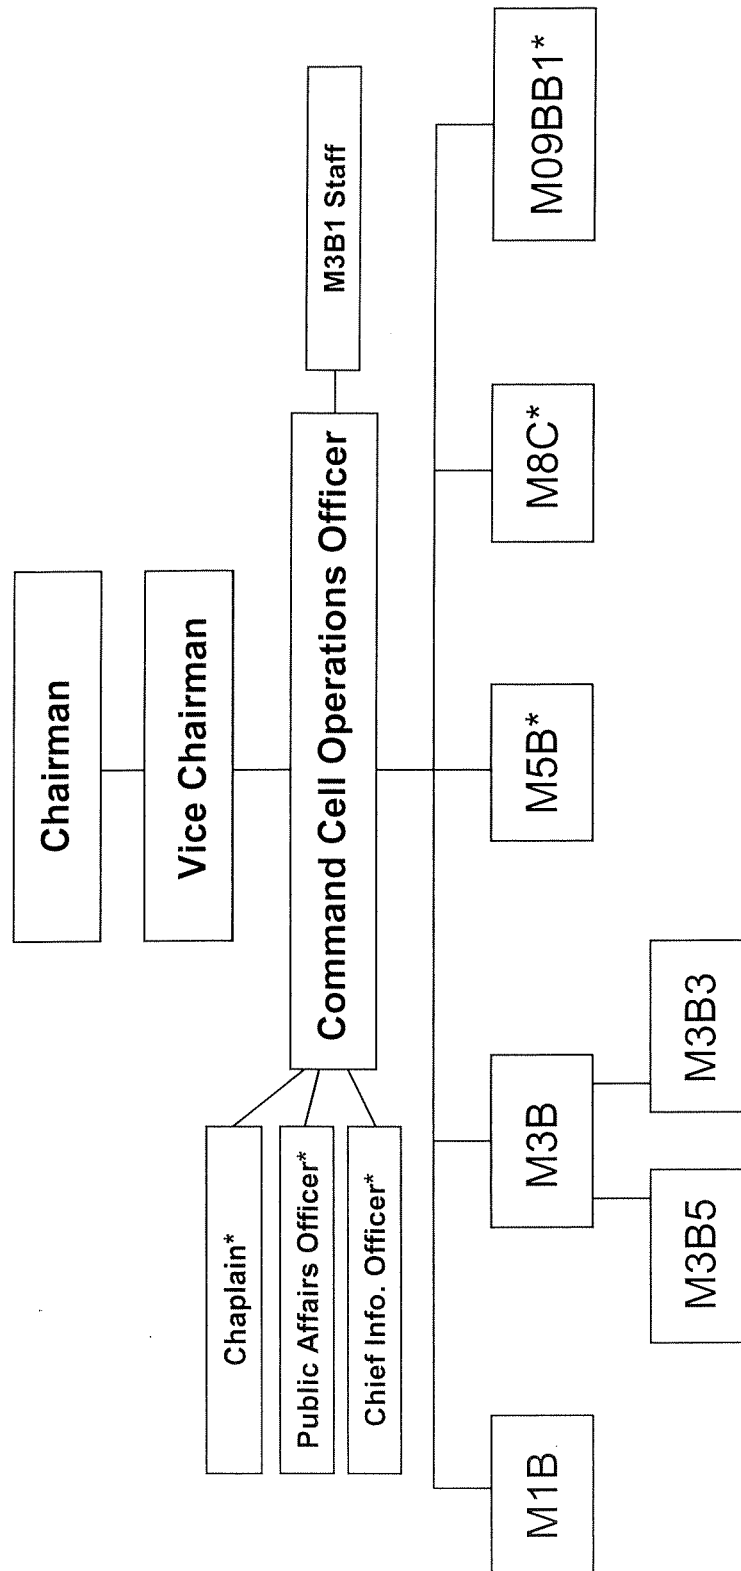 Chairman
Vice Chairman
Chaplain*
Public Affairs Officer*
Chief Info. Officer*
Command Cell Operations Officer
M3B1 Staff
M1B
M3B
M5B*
M8C*
M09BB1*
M3B5
M3B3